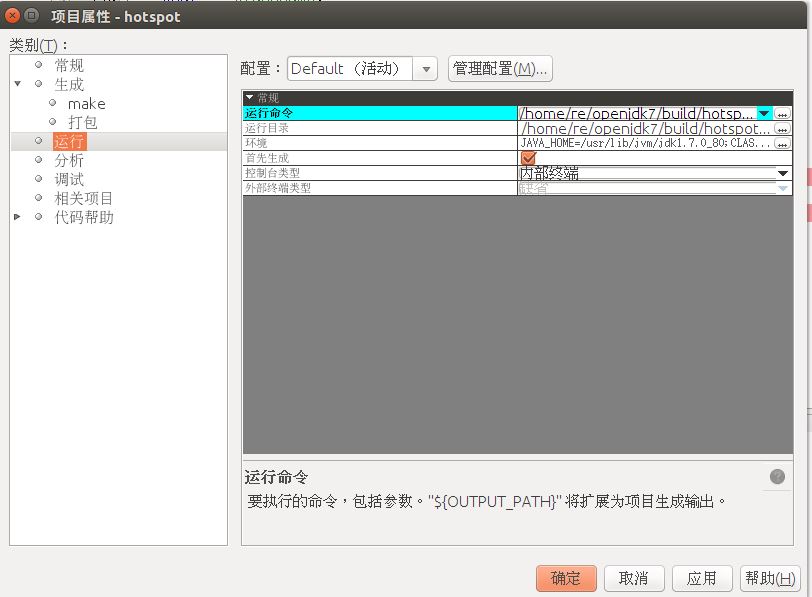 项目属性 - hotspot
类别(T)：
常规
生成
make
打包
运行
分析
调试
相关项目
代码帮助
配置： Default （活动） 管理配置(M)...
常规
运行命令 /home/re/openjdk7/build/hotsp... ...
运行目录 /home/re/openjdk7/build/hotspot... ...
环境 JAVA_HOME=/usr/lib/jvm/jdk1.7.0_80;CLAS... ...
首先生成
控制台类型 内部终端
外部终端类型 缺省
运行命令
要执行的命令，包括参数。"${OUTPUT_PATH}" 将扩展为项目生成输出。
确定 取消 应用 帮助(H)